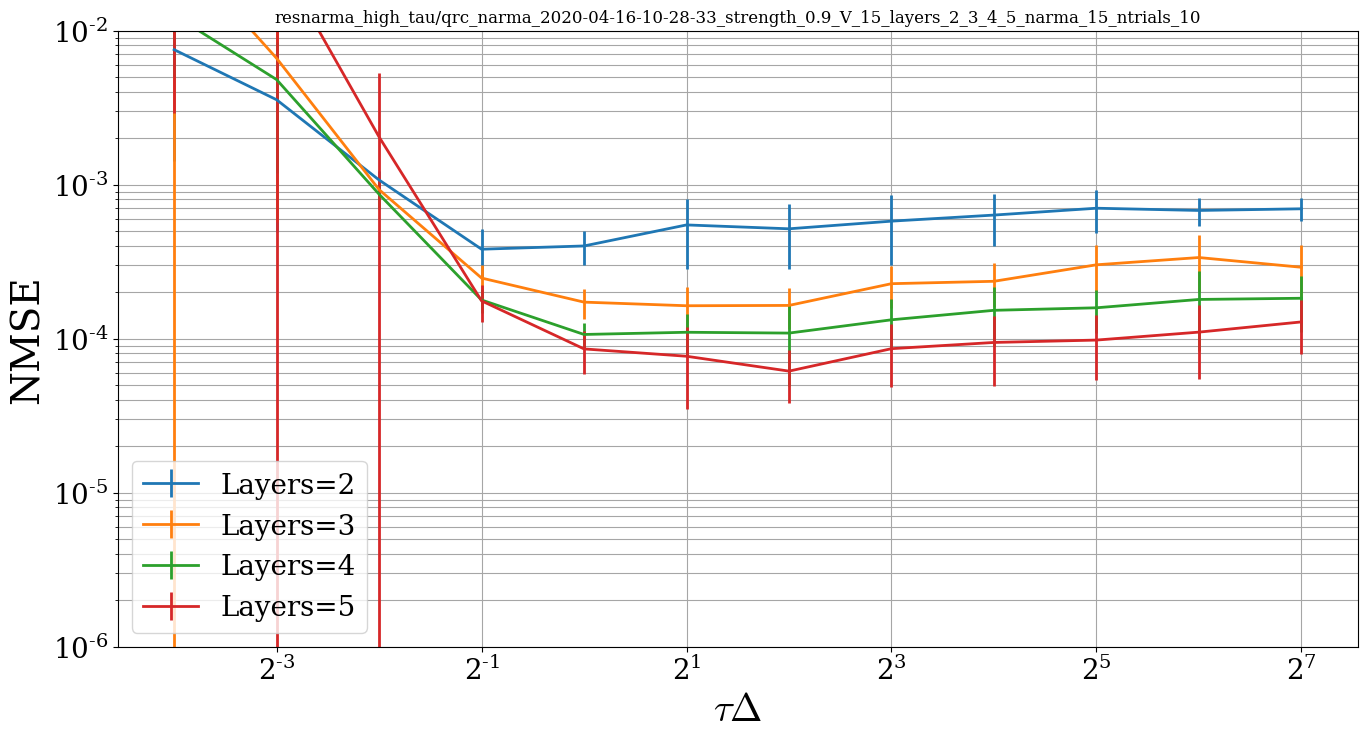 resnarma_high_tau/qrc_narma_2020-04-16-10-28-33_strength_0.9_V_15_layers_2_3_4_5_narma_15_ntrials_10
10^-2
10^-3
10^-4
10^-5
10^-6
NMSE
Layers=2
Layers=3
Layers=4
Layers=5
2^-3 2^-1 2^1 2^3 2^5 2^7
τΔ